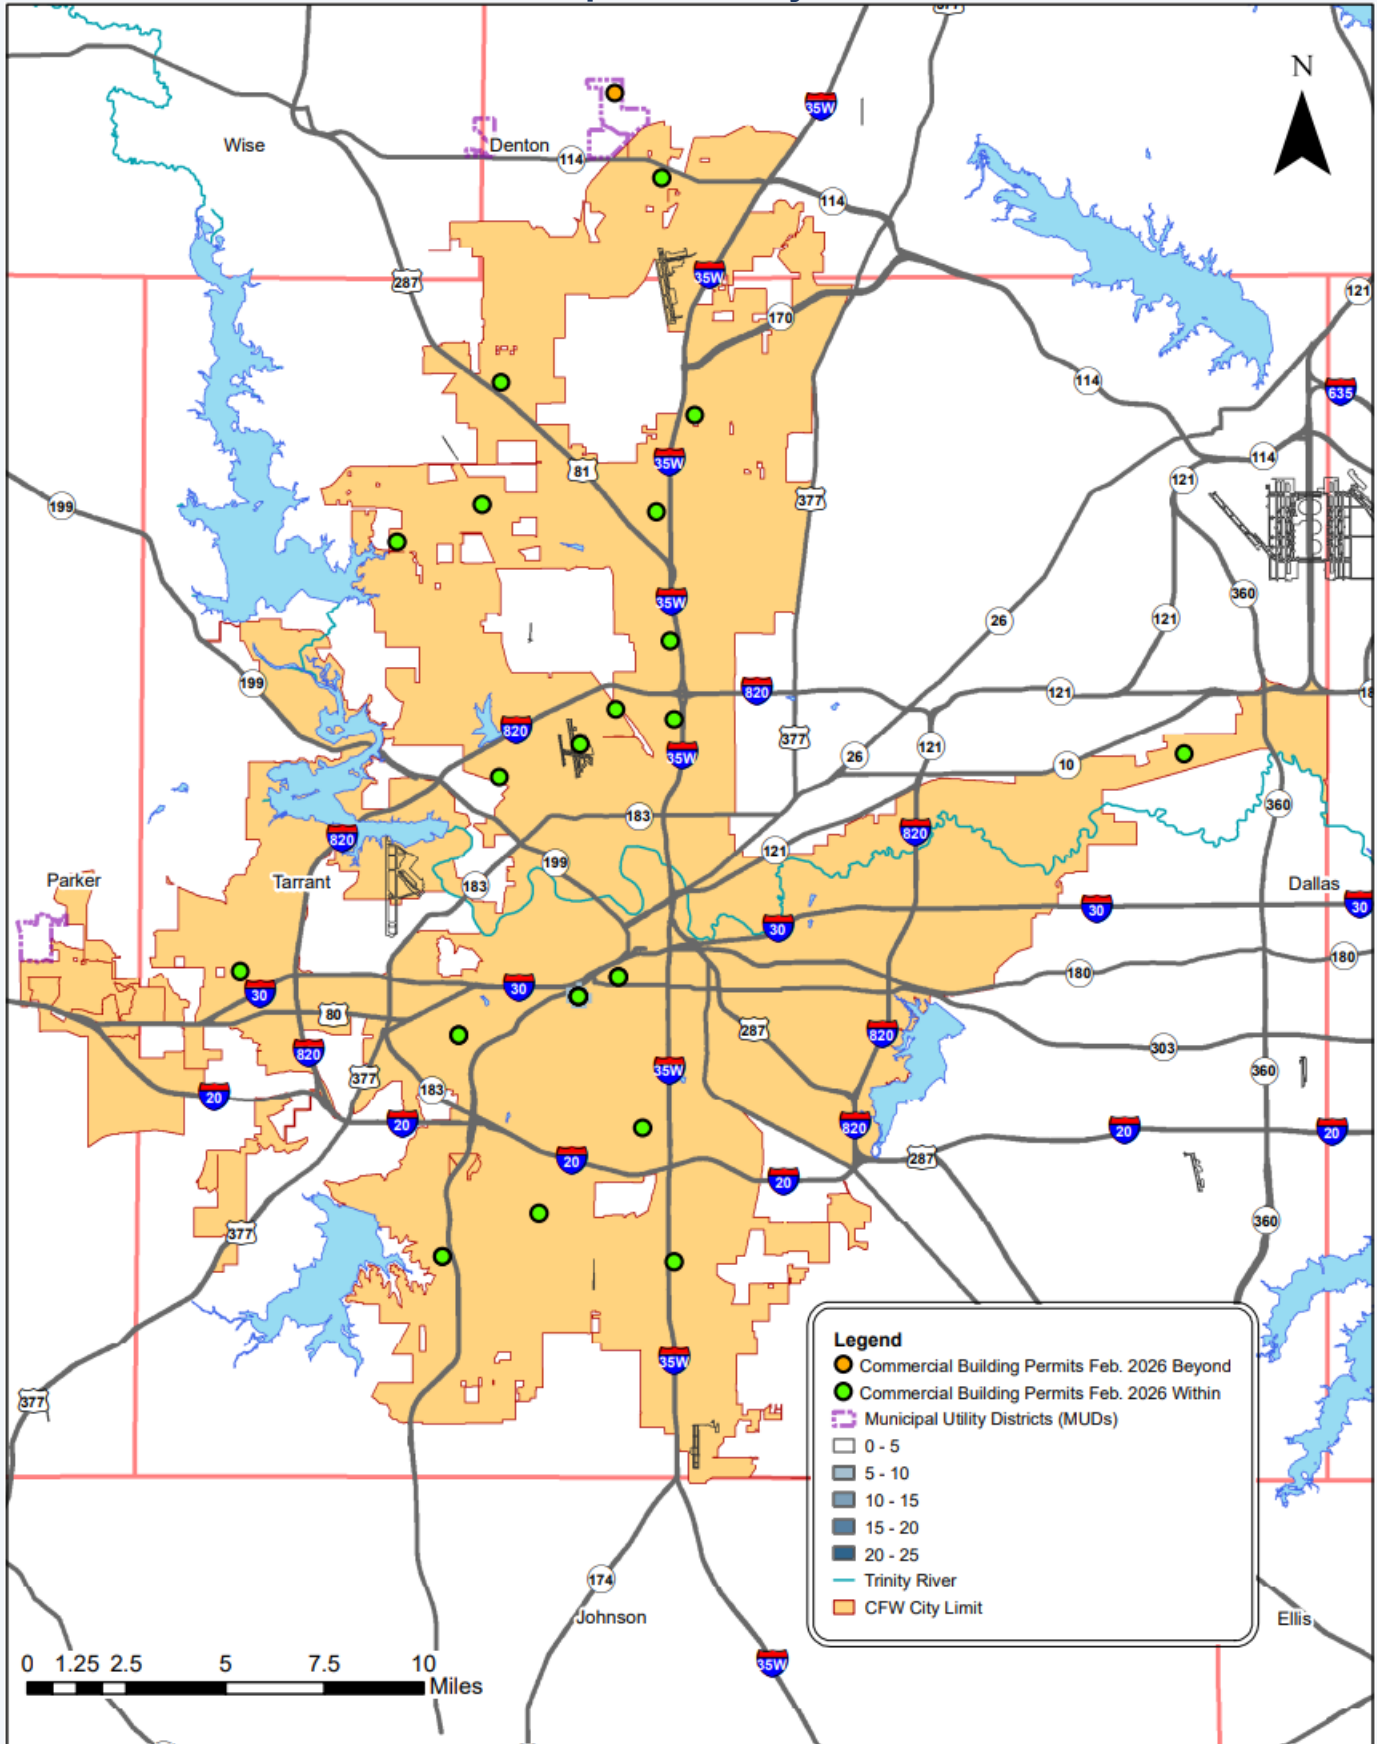 377
N
35W
Wise
Denton
114
114
287
35W
121
170
114
635
81
35W
114
121
377
199
360
35W
26
121
199
820
121
18
820
377
121
35W
26
10
183
360
820
820
121
199
Parker
Tarrant
183
Dallas
30
30
30
180
180
30
30
80
287
820
303
820
377
35W
360
183
20
20
820
20
20
20
287
20
377
360
35W
377
Legend
Commercial Building Permits Feb. 2026 Beyond
Commercial Building Permits Feb. 2026 Within
Municipal Utility Districts (MUDs)
0 - 5
5 - 10
10 - 15
15 - 20
20 - 25
Trinity River
CFW City Limit
174
Johnson
Ellis
35W
0 1.25 2.5 5 7.5 10
Miles